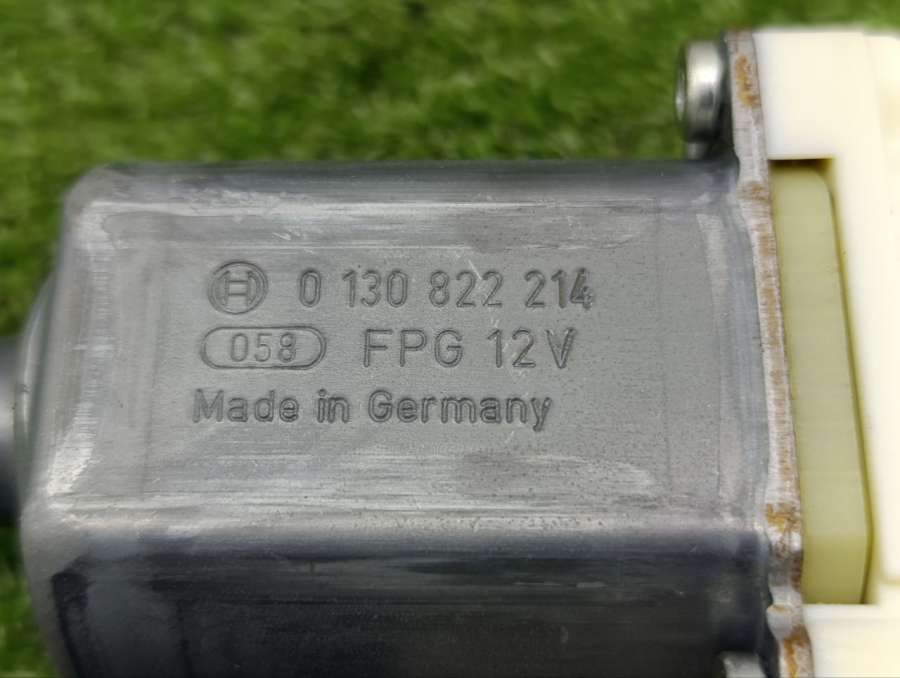 0 130 822 214
058 FPG 12V
Made in Germany